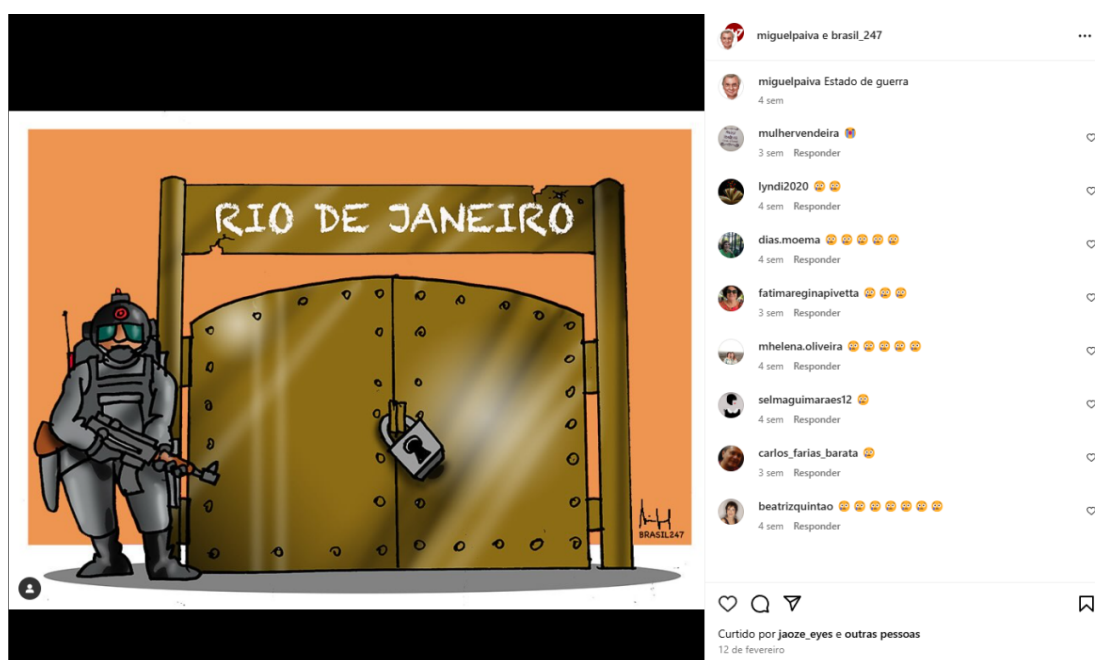 RIO DE JANEIRO
BRASIL247
miguelpaiva e brasil_247
miguelpaiva Estado de guerra
4 sem
mulhervendeira
3 sem Responder
lyndi2020
4 sem Responder
dias.moema
4 sem Responder
fatimareginapivetta
3 sem Responder
mhelena.oliveira
4 sem Responder
selmaguimaraes12
4 sem Responder
carlos_farias_barata
3 sem Responder
beatrizquintao
4 sem Responder
Curtido por jaoze_eyes e outras pessoas
12 de fevereiro